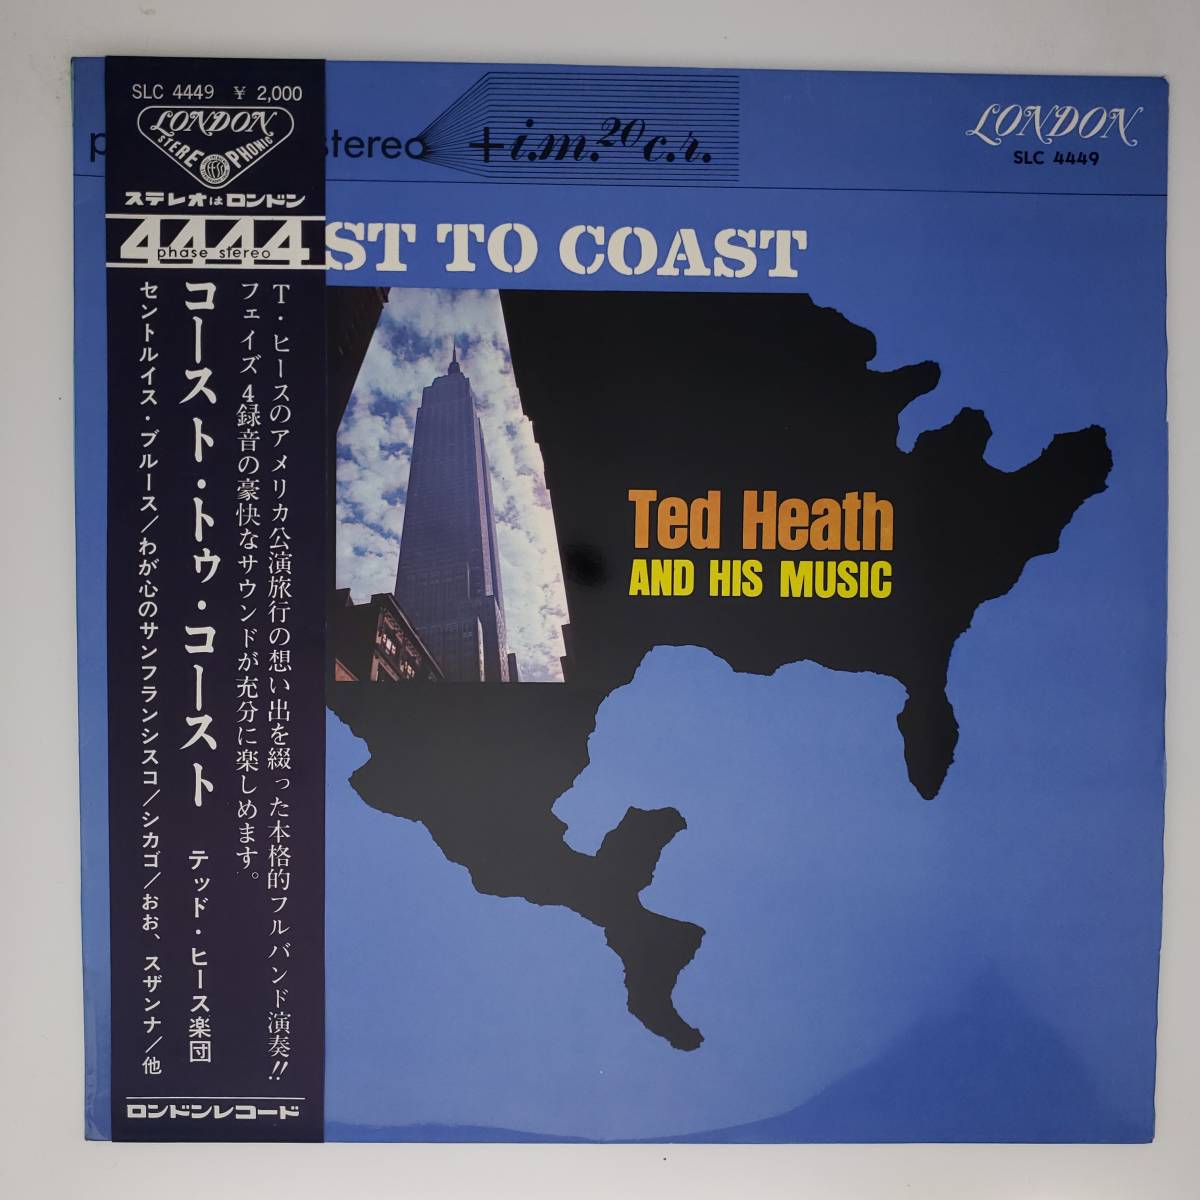 SLC 4449 ¥ 2,000
LONDON
STEREOPHONIC
ステレオはロンドン
4444
phase stereo
T・ヒースのアメリカ公演旅行の想い出を綴った本格的フルバンド演奏!!
フェイズ4録音の豪快なサウンドが充分に楽しめます。
コースト・トゥ・コースト テッド・ヒース楽団
セントルイス・ブルース/わが心のサンフランシスコ/シカゴ/おお、スザンナ/他
ロンドンレコード
p stereo +i.m.20 c.r.
LONDON
SLC 4449
ST TO COAST
Ted Heath
AND HIS MUSIC